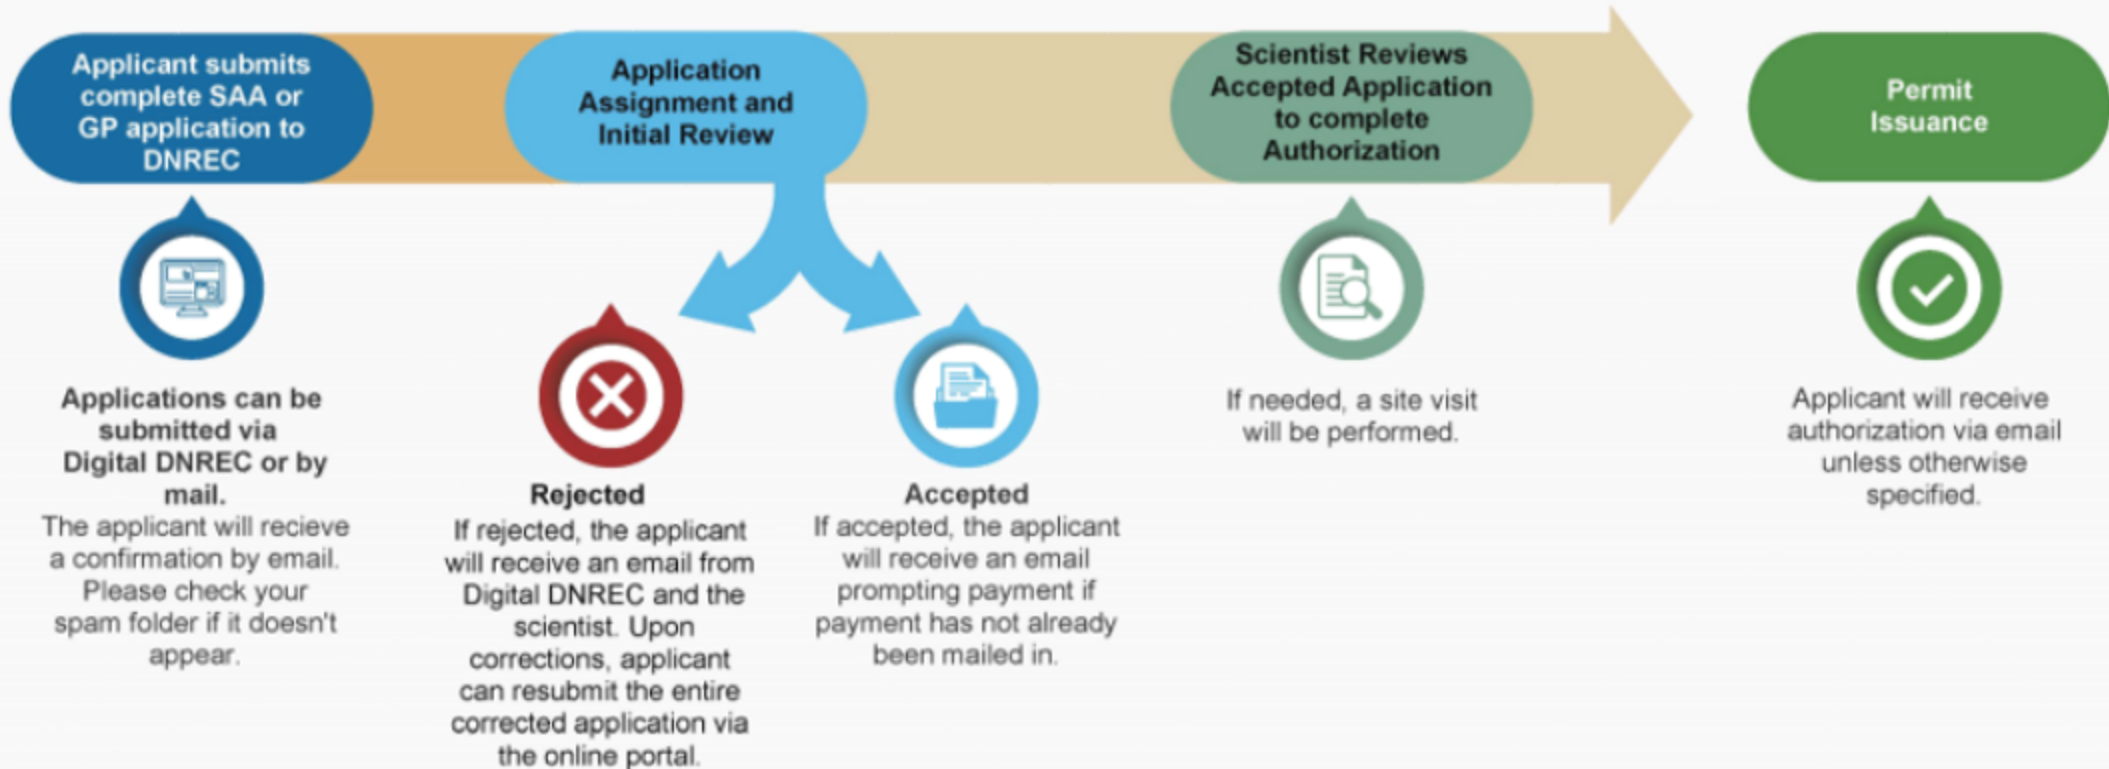 Applicant submits
complete SAA or
GP application to
DNREC
Application
Assignment and
Initial Review
Scientist Reviews
Accepted Application
to complete
Authorization
Permit
Issuance
Applications can be
submitted via
Digital DNREC or by
mail.
The applicant will recieve
a confirmation by email.
Please check your
spam folder if it doesn't
appear.
Rejected
If rejected, the applicant
will receive an email from
Digital DNREC and the
scientist. Upon
corrections, applicant
can resubmit the entire
corrected application via
the online portal.
Accepted
If accepted, the applicant
will receive an email
prompting payment if
payment has not already
been mailed in.
If needed, a site visit
will be performed.
Applicant will receive
authorization via email
unless otherwise
specified.